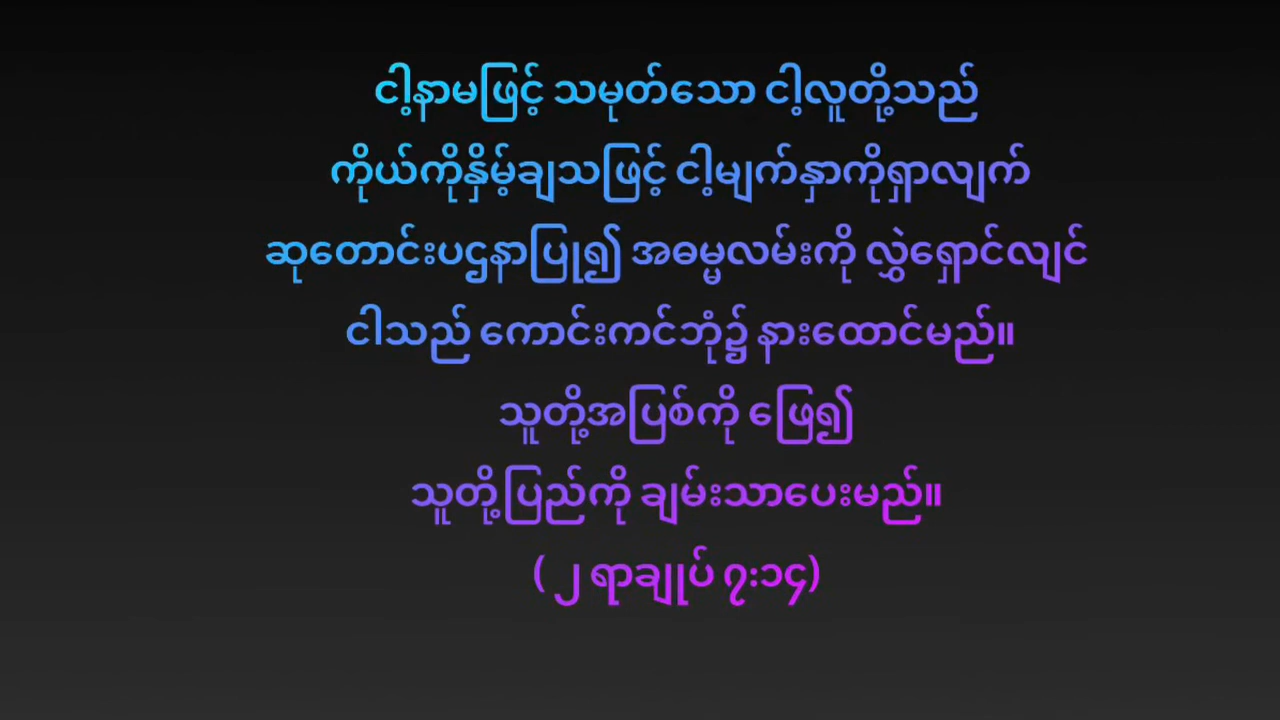 ငါ့နာမဖြင့် သမုတ်သော ငါ့လူတို့သည်
ကိုယ်ကိုနှိမ့်ချသဖြင့် ငါ့မျက်နှာကိုရှာလျက်
ဆုတောင်းပဌနာပြု၍ အဓမ္မလမ်းကို လွှဲရှောင်လျင်
ငါသည် ကောင်းကင်ဘုံ၌ နားထောင်မည်။
သူတို့အပြစ်ကို ဖြေ၍
သူတို့ပြည်ကို ချမ်းသာပေးမည်။
(၂ ရာချုပ် ၇:၁၄)